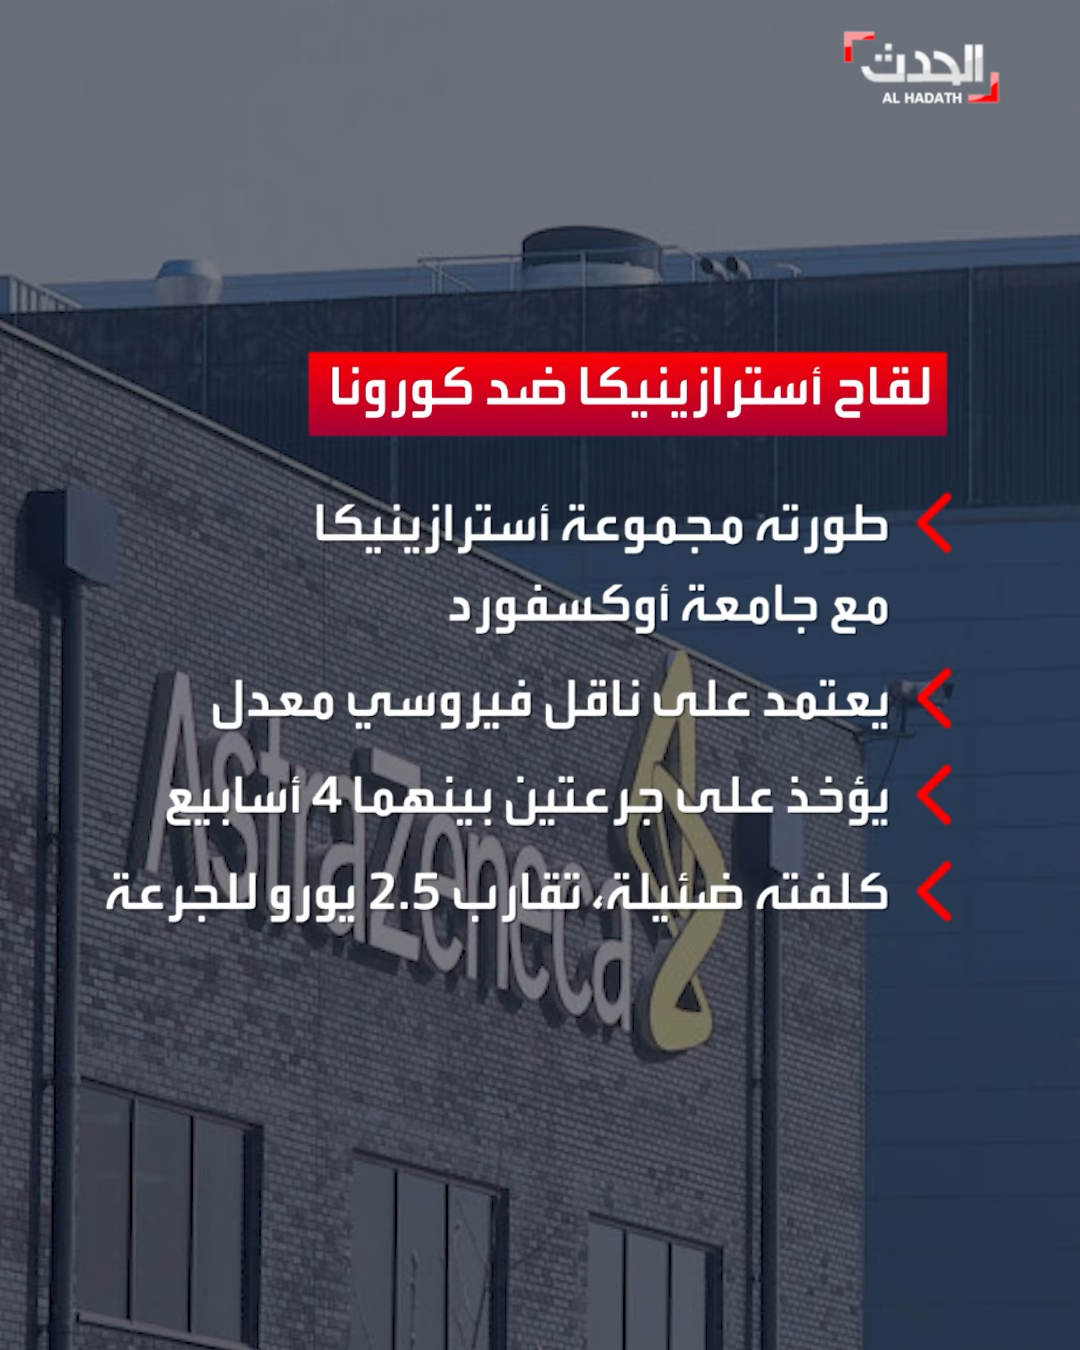 الحدث
AL HADATH
لقاح أسترازينيكا ضد كورونا
طورته مجموعة أسترازينيكا
مع جامعة أوكسفورد
يعتمد على ناقل فيروسي معدل
يؤخذ على جرعتين بينهما 4 أسابيع
كلفته ضئيلة، تقارب 2.5 يورو للجرعة
AstraZeneca